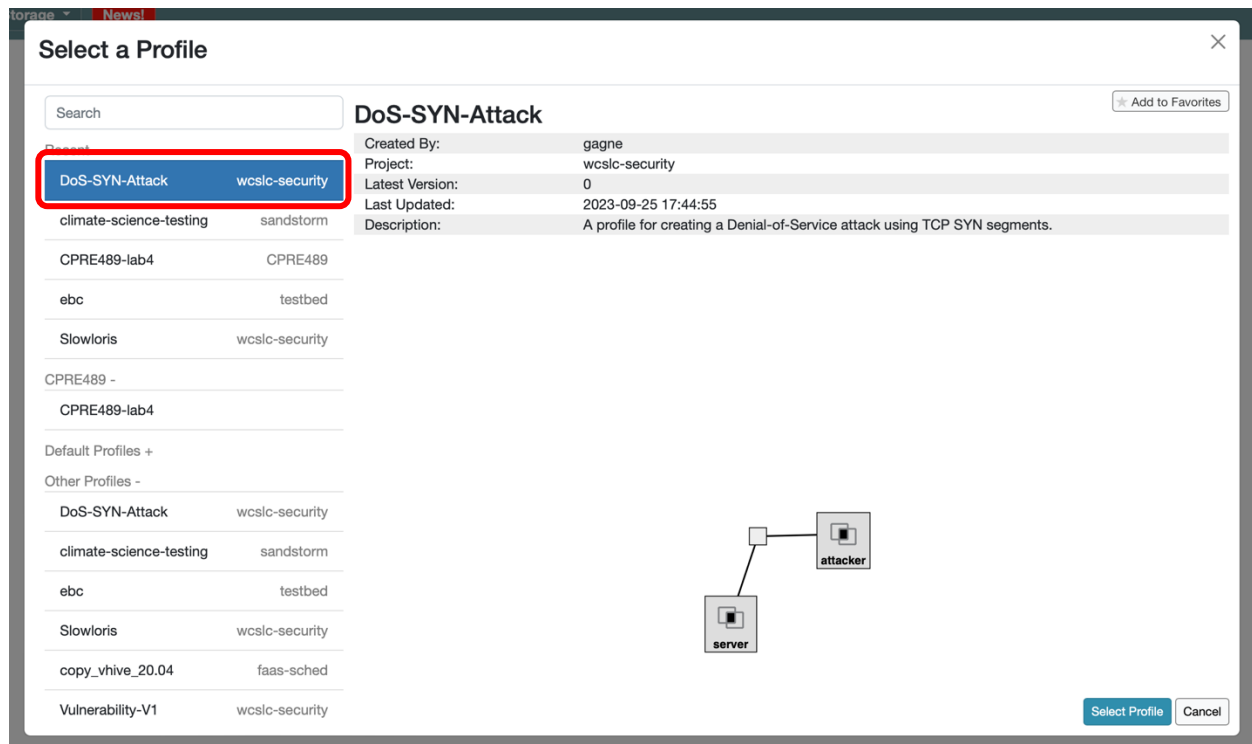 torage News!
Select a Profile
Search
Recent
DoS-SYN-Attack wcslc-security
climate-science-testing sandstorm
CPRE489-lab4 CPRE489
ebc testbed
Slowloris wcslc-security
CPRE489 -
CPRE489-lab4
Default Profiles +
Other Profiles -
DoS-SYN-Attack wcslc-security
climate-science-testing sandstorm
ebc testbed
Slowloris wcslc-security
copy_vhive_20.04 faas-sched
Vulnerability-V1 wcslc-security
Add to Favorites
DoS-SYN-Attack
Created By: gagne
Project: wcslc-security
Latest Version: 0
Last Updated: 2023-09-25 17:44:55
Description: A profile for creating a Denial-of-Service attack using TCP SYN segments.
attacker
server
Select Profile Cancel